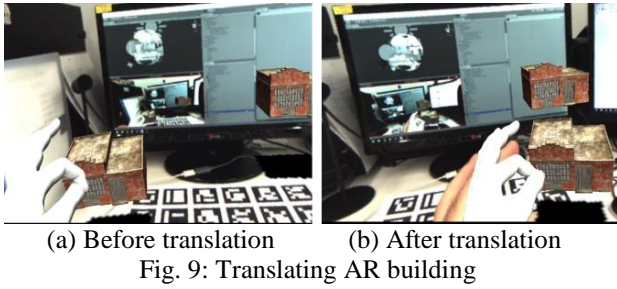 (a) Before translation
(b) After translation
Fig. 9: Translating AR building